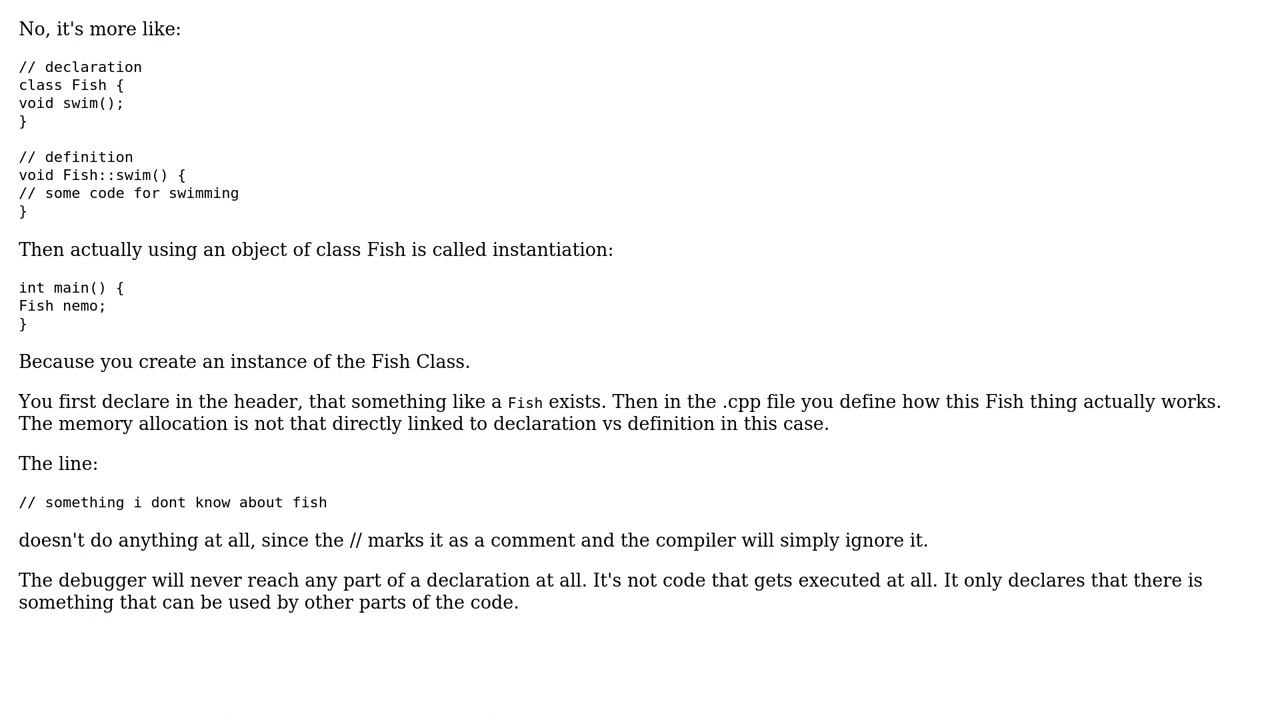 No, it's more like:
// declaration
class Fish {
void swim();
}
// definition
void Fish::swim() {
// some code for swimming
}
Then actually using an object of class Fish is called instantiation:
int main() {
Fish nemo;
}
Because you create an instance of the Fish Class.
You first declare in the header, that something like a Fish exists. Then in the .cpp file you define how this Fish thing actually works.
The memory allocation is not that directly linked to declaration vs definition in this case.
The line:
// something i dont know about fish
doesn't do anything at all, since the // marks it as a comment and the compiler will simply ignore it.
The debugger will never reach any part of a declaration at all. It's not code that gets executed at all. It only declares that there is
something that can be used by other parts of the code.